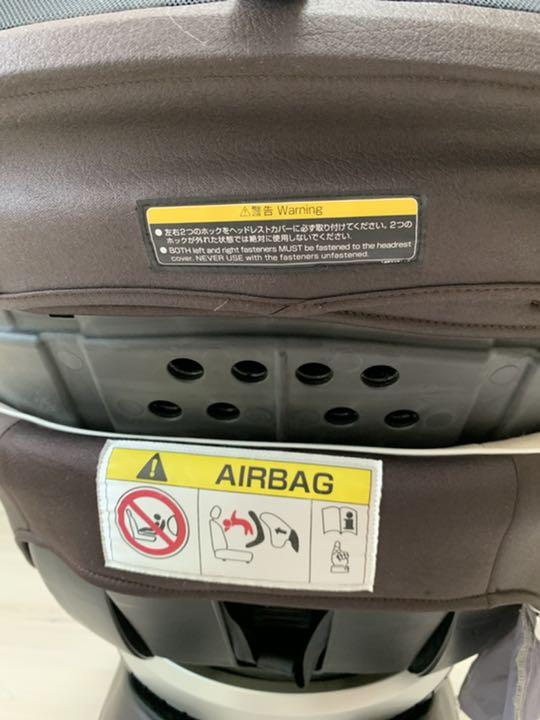 ⚠警告 Warning
● 左右2つのホックをヘッドレストカバーに必ず取り付けてください。2つの
ホックが外れた状態では絶対に使用しないでください。
● BOTH left and right fasteners MUST be fastened to the headrest
cover. NEVER USE with the fasteners unfastened.
AIRBAG